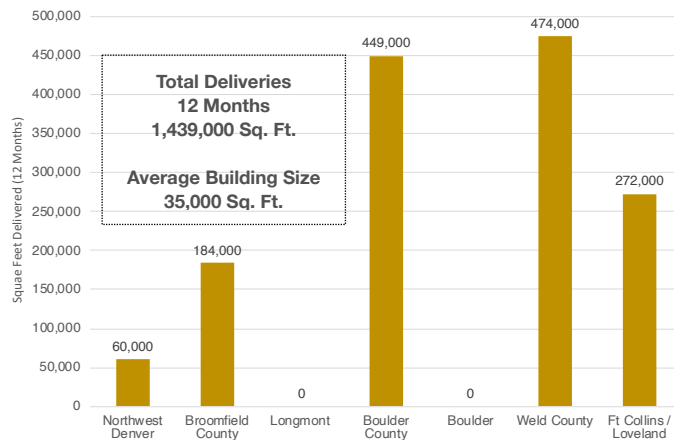 500,000
450,000
400,000
350,000
300,000
250,000
200,000
150,000
100,000
50,000
0
Squae Feet Delivered (12 Months)
Total Deliveries
12 Months
1,439,000 Sq. Ft.
Average Building Size
35,000 Sq. Ft.
60,000
184,000
0
449,000
0
474,000
272,000
Northwest
Denver
Broomfield
County
Longmont
Boulder
County
Boulder
Weld County
Ft Collins /
Loveland